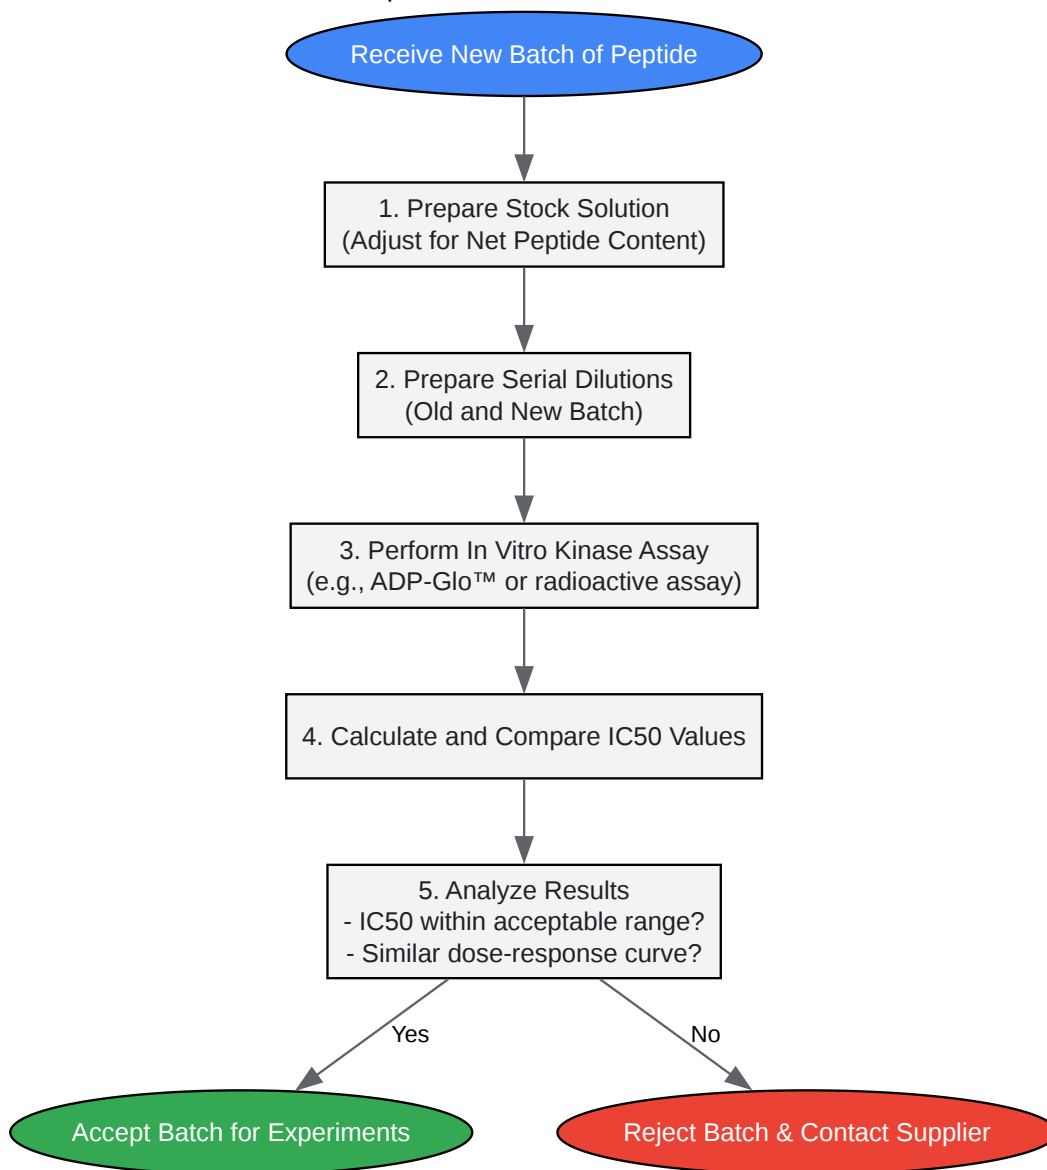 Receive New Batch of Peptide
1. Prepare Stock Solution
(Adjust for Net Peptide Content)
2. Prepare Serial Dilutions
(Old and New Batch)
3. Perform In Vitro Kinase Assay
(e.g., ADP-Glo™ or radioactive assay)
4. Calculate and Compare IC50 Values
5. Analyze Results
- IC50 within acceptable range?
- Similar dose-response curve?
Yes
No
Accept Batch for Experiments
Reject Batch & Contact Supplier